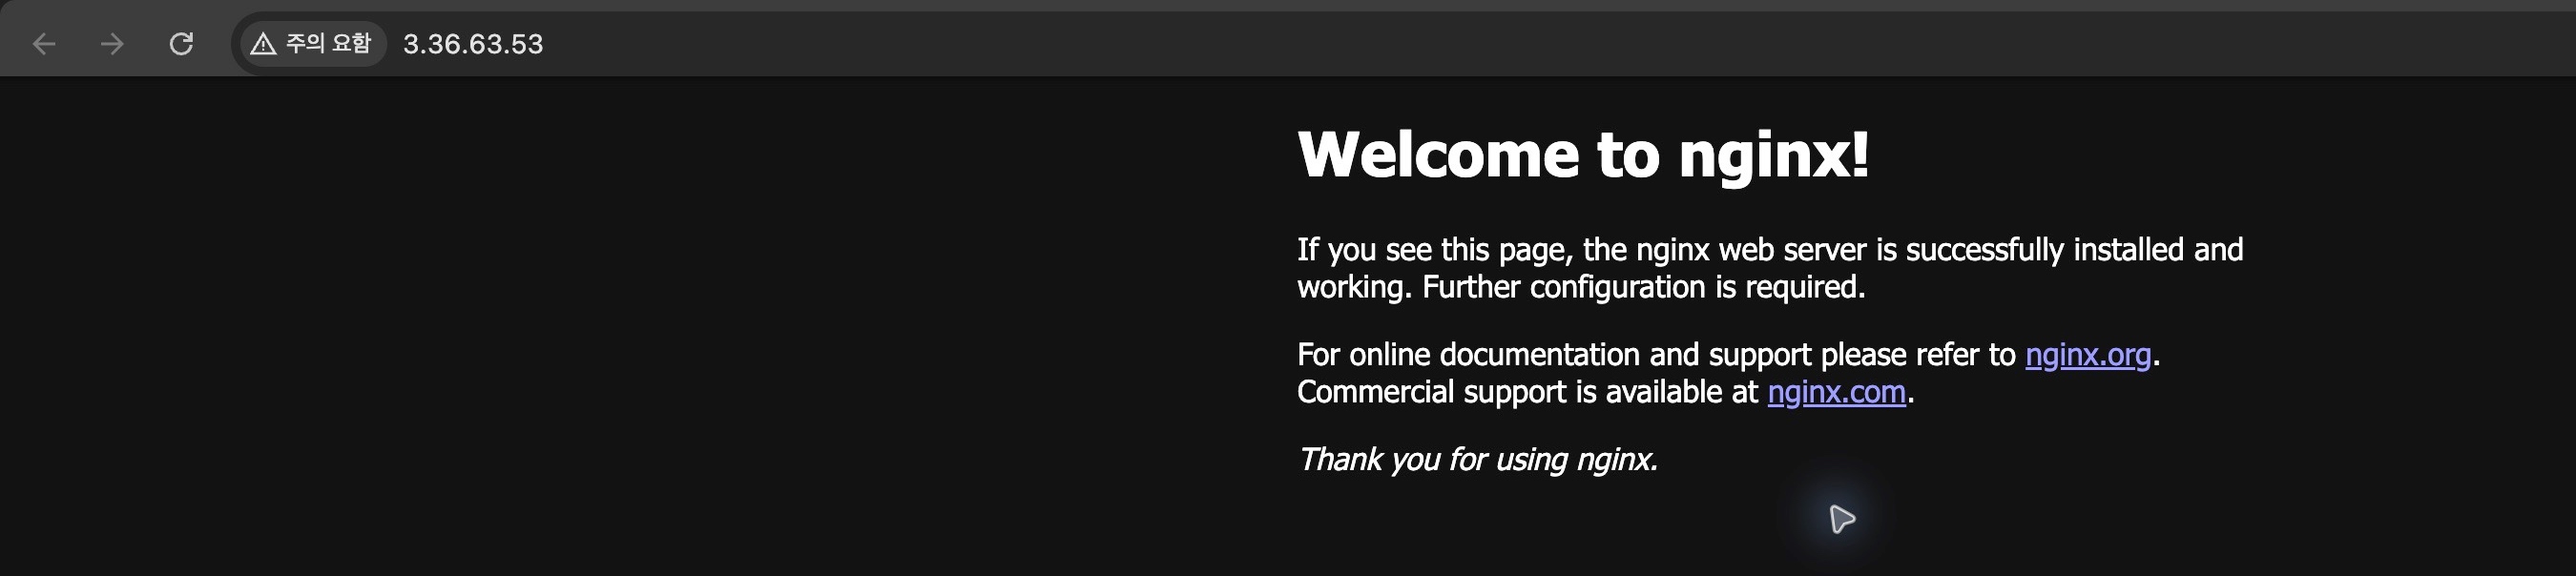 주의 요함 3.36.63.53
Welcome to nginx!
If you see this page, the nginx web server is successfully installed and
working. Further configuration is required.
For online documentation and support please refer to nginx.org.
Commercial support is available at nginx.com.
Thank you for using nginx.